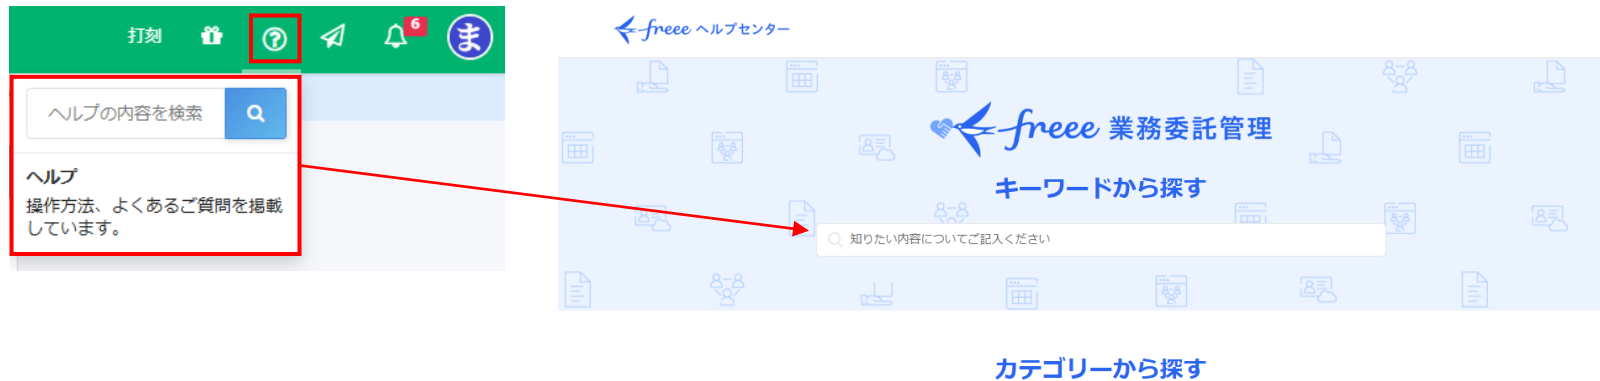 打刻
6
ま
ヘルプの内容を検索
ヘルプ
操作方法、よくあるご質問を掲載
しています。
freee ヘルプセンター
freee 業務委託管理
キーワードから探す
知りたい内容についてご記入ください
カテゴリーから探す